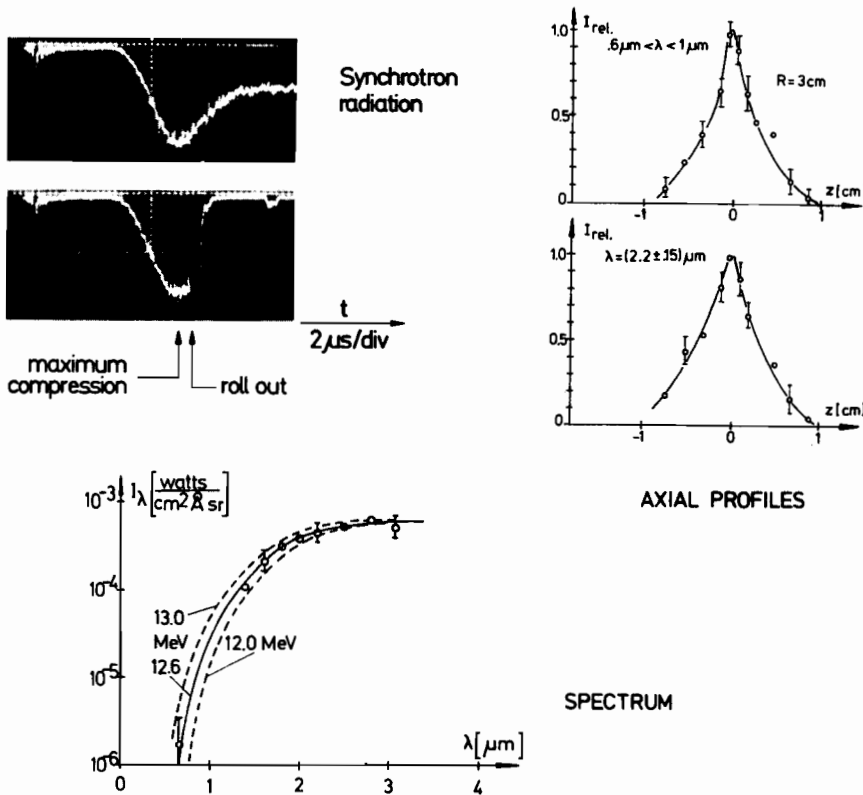 Synchrotron
radiation
t
2µs/div
maximum
compression
roll out
I rel.
.6µm < λ < 1µm
R = 3cm
1.0
0.5
0
-1
0
1
z [cm
I rel.
λ = (2.2 ± .15) µm
1.0
0.5
0
-1
0
1
z [cm]
AXIAL PROFILES
I λ [watts
cm² Å sr]
10⁻³
10⁻⁴
10⁻⁵
10⁻⁶
13.0
MeV
12.6
12.0 MeV
λ [µm]
0
1
2
3
4
SPECTRUM